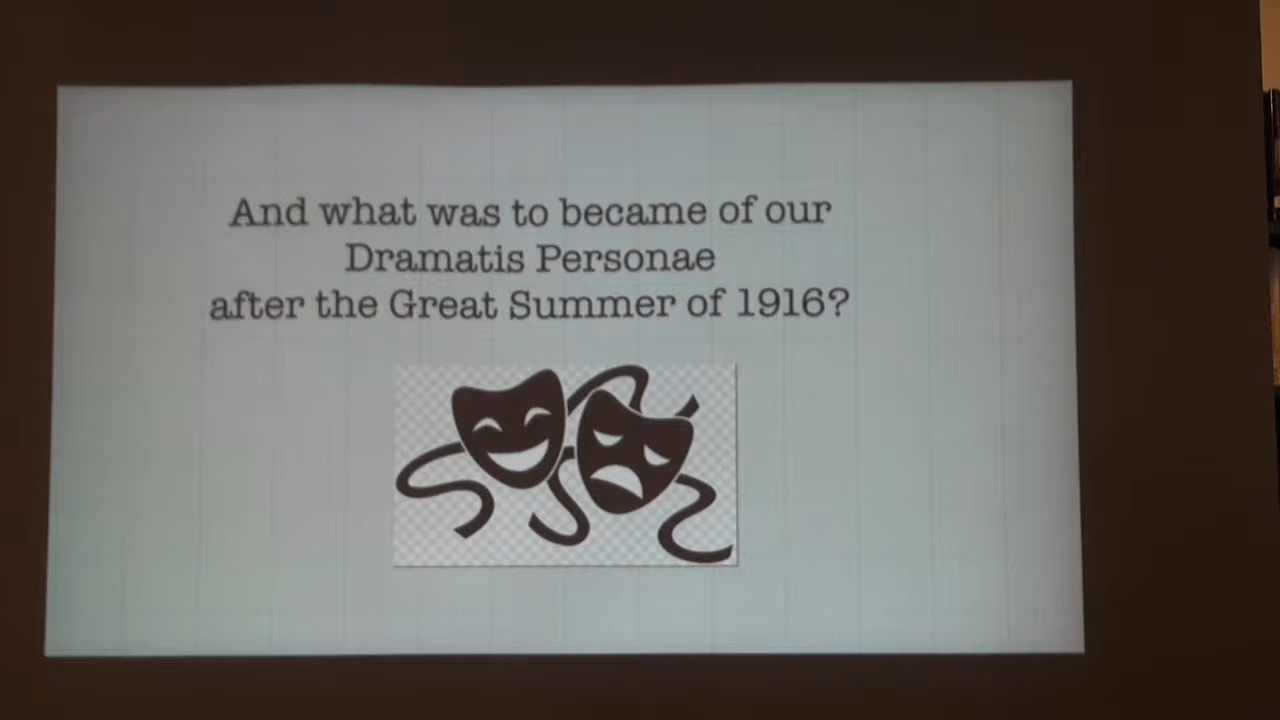 And what was to became of our
Dramatis Personae
after the Great Summer of 1916?